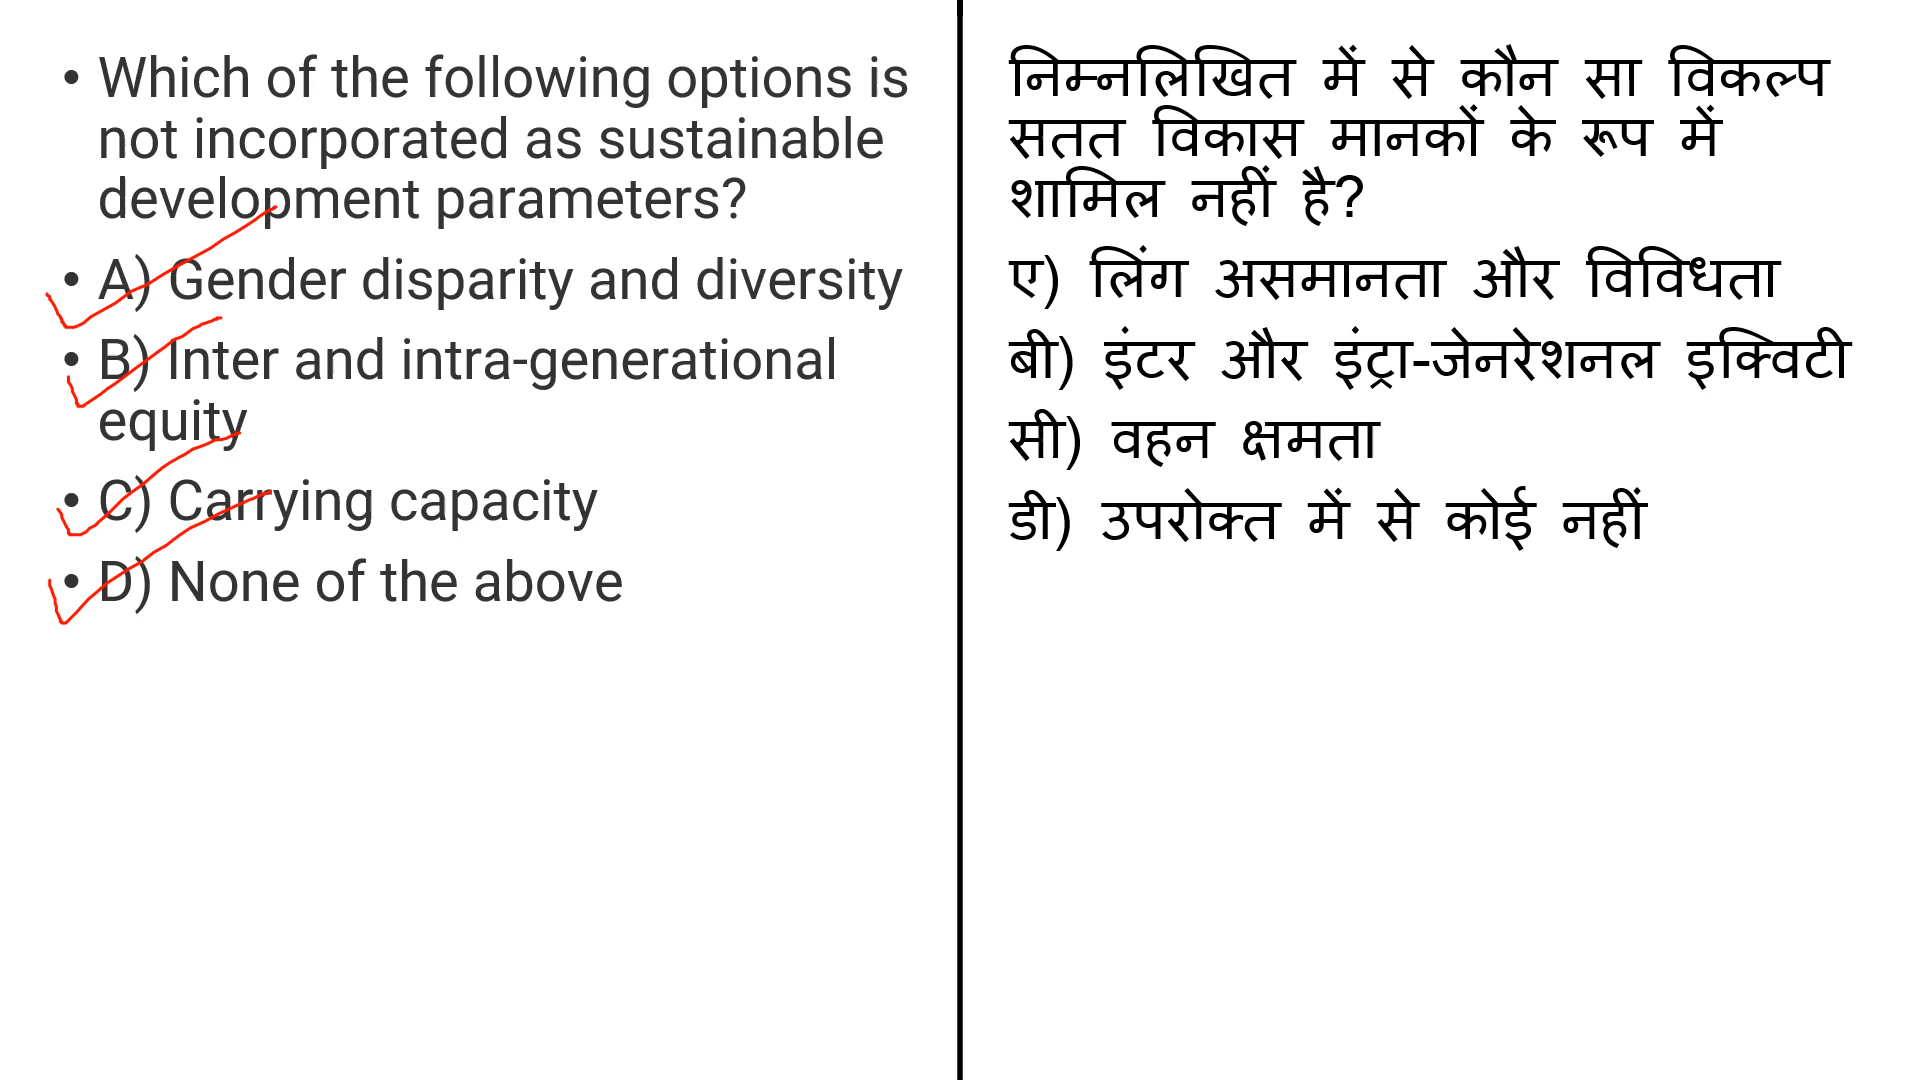 • Which of the following options is
not incorporated as sustainable
development parameters?
• A) Gender disparity and diversity
• B) Inter and intra-generational
equity
• C) Carrying capacity
• D) None of the above
निम्नलिखित में से कौन सा विकल्प
सतत विकास मानकों के रूप में
शामिल नहीं है?
ए) लिंग असमानता और विविधता
बी) इंटर और इंट्रा-जेनरेशनल इक्विटी
सी) वहन क्षमता
डी) उपरोक्त में से कोई नहीं